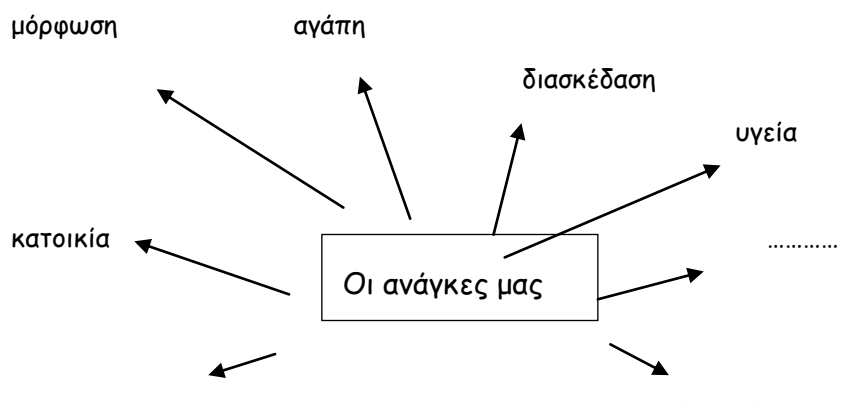 μόρφωση
αγάπη
διασκέδαση
υγεία
κατοικία
…………
Οι ανάγκες μας